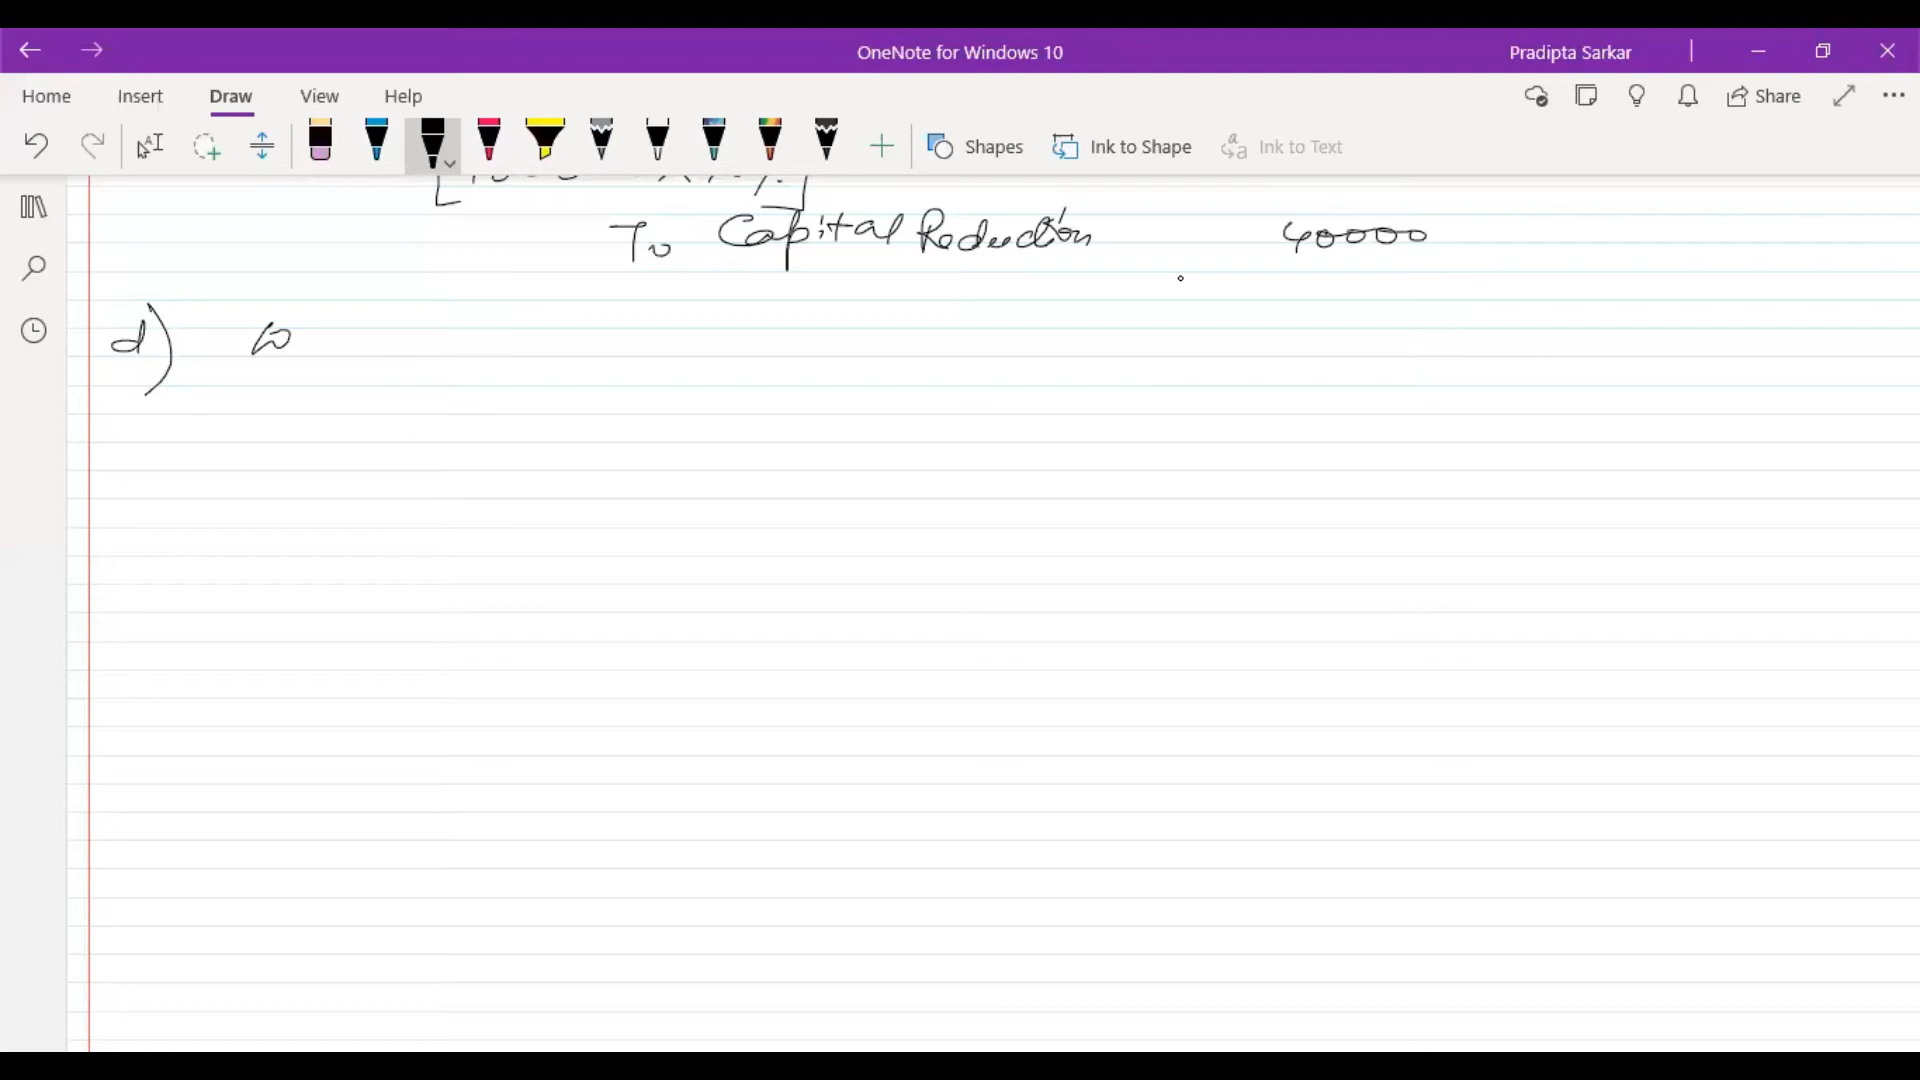 OneNote for Windows 10
Pradipta Sarkar
Home Insert Draw View Help
Share
Shapes Ink to Shape Ink to Text
To Capital Reduction 40000
d)